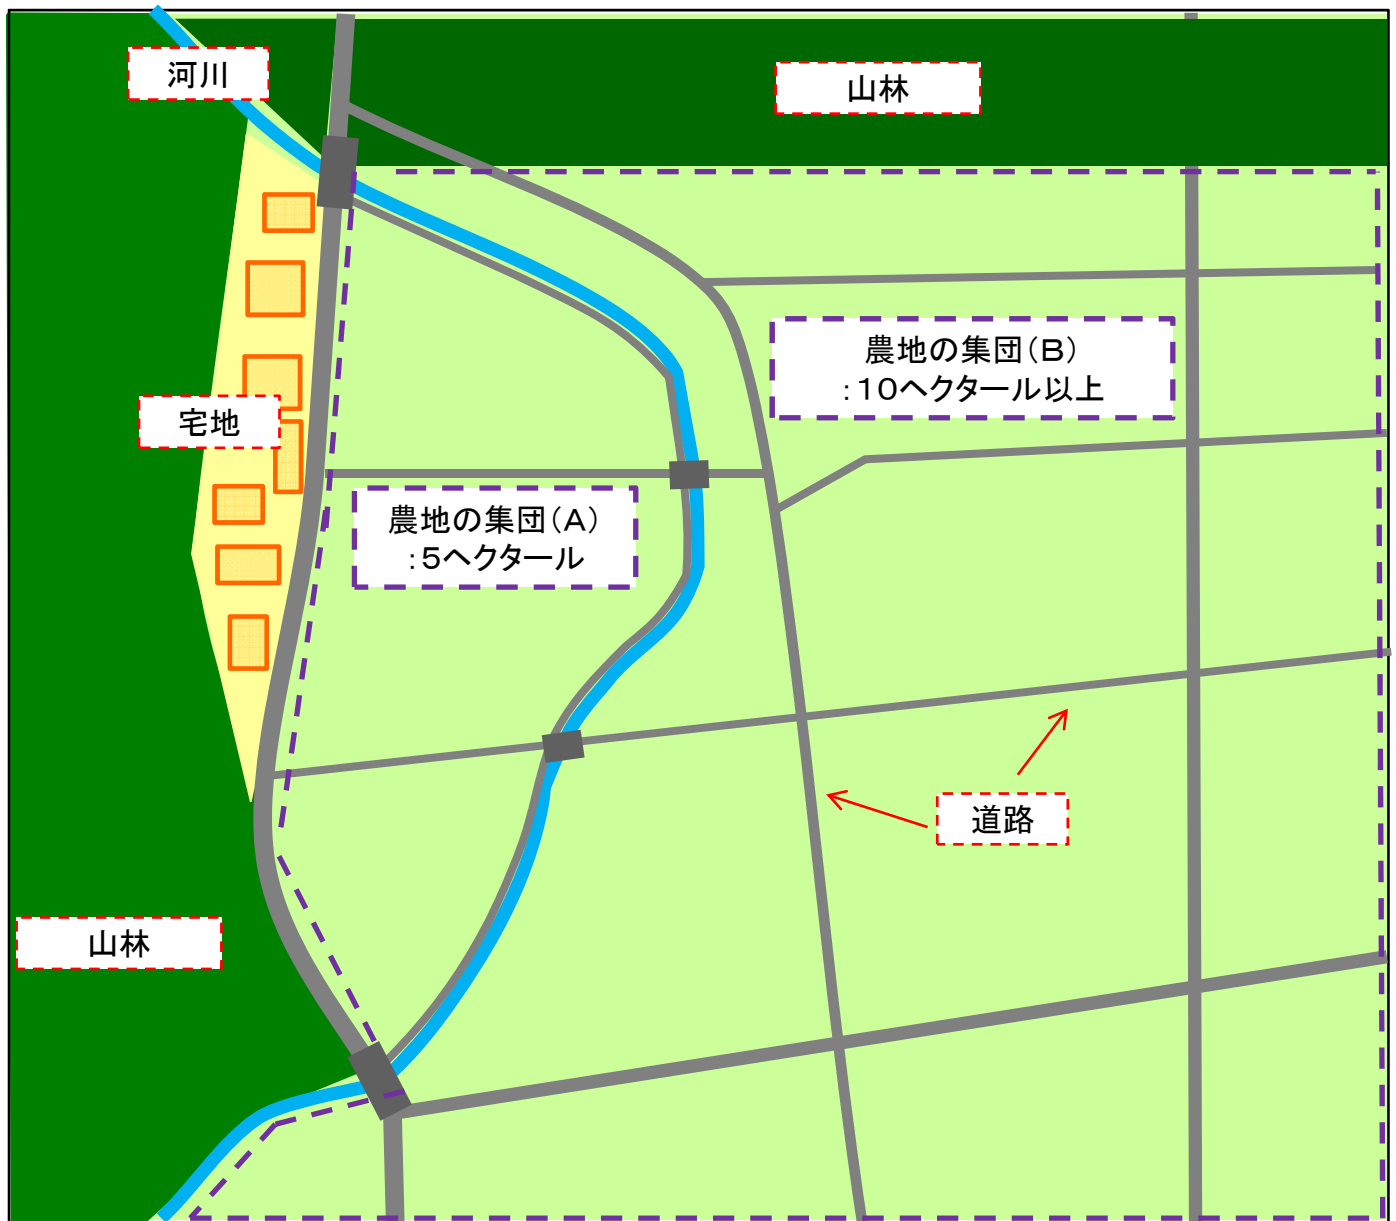 河川
山林
農地の集団（B）
：10ヘクタール以上
宅地
農地の集団（A）
：5ヘクタール
道路
山林